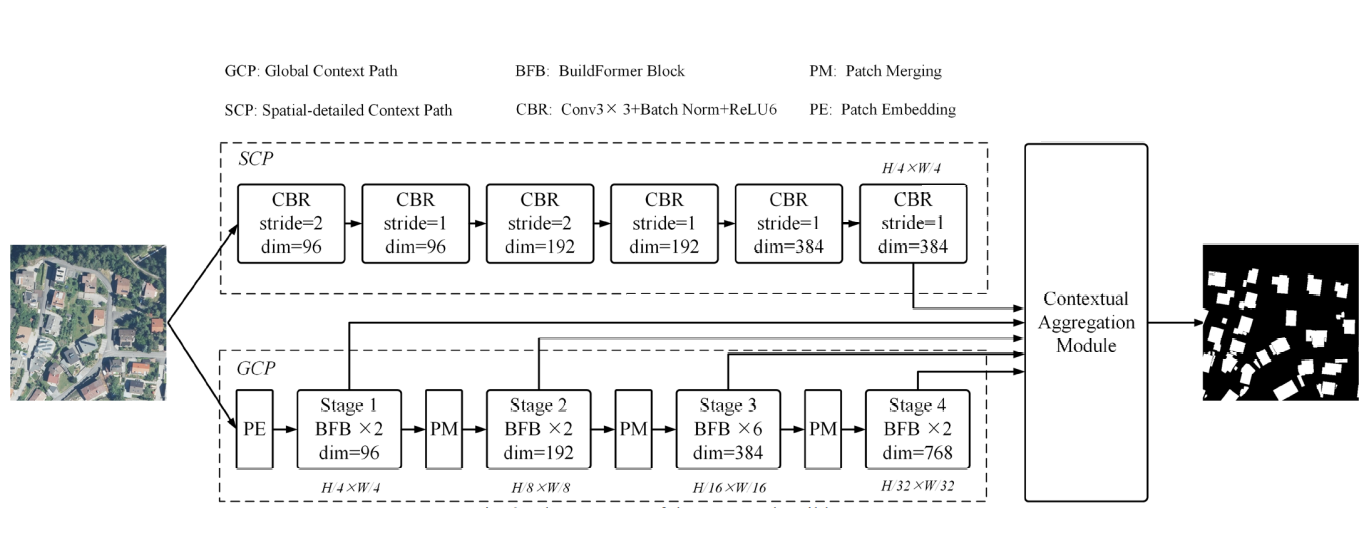 GCP: Global Context Path BFB: BuildFormer Block PM: Patch Merging
SCP: Spatial-detailed Context Path CBR: Conv3× 3+Batch Norm+ReLU6 PE: Patch Embedding
SCP
H/4×W/4
CBR
stride=2
dim=96
CBR
stride=1
dim=96
CBR
stride=2
dim=192
CBR
stride=1
dim=192
CBR
stride=1
dim=384
CBR
stride=1
dim=384
Contextual
Aggregation
Module
GCP
PE
Stage 1
BFB ×2
dim=96
H/4×W/4
PM
Stage 2
BFB ×2
dim=192
H/8×W/8
PM
Stage 3
BFB ×6
dim=384
H/16×W/16
PM
Stage 4
BFB ×2
dim=768
H/32×W/32